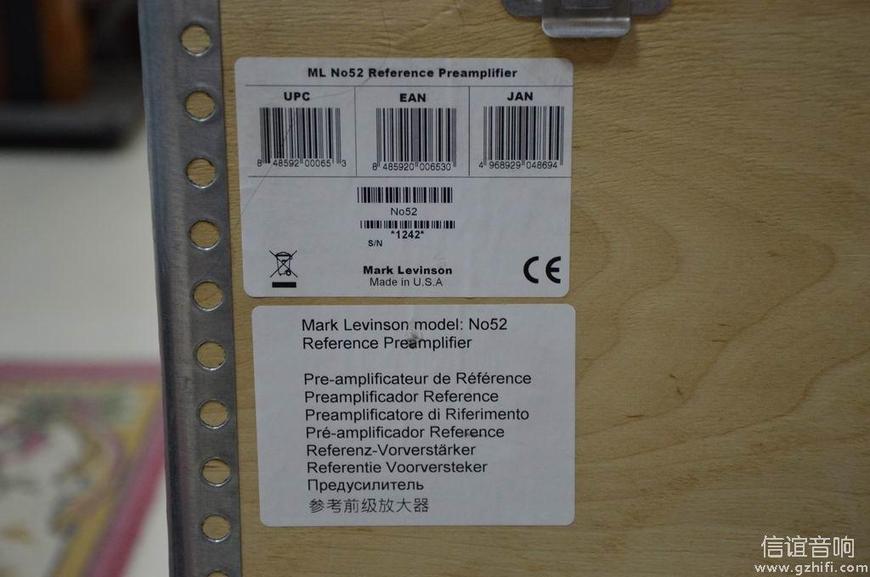 ML No52 Reference Preamplifier
UPC
EAN
JAN
8 48592 00065 3
8 485920 006530
4 968929 048694
No52
*1242*
S/N
Mark Levinson
Made in U.S.A
CE
Mark Levinson model: No52
Reference Preamplifier
Pre-amplificateur de Référence
Preamplificador Reference
Preamplificatore di Riferimento
Pré-amplificador Reference
Referenz-Vorverstärker
Referentie Voorversteker
Предусилитель
参考前级放大器
信谊音响
www.gzhifi.com